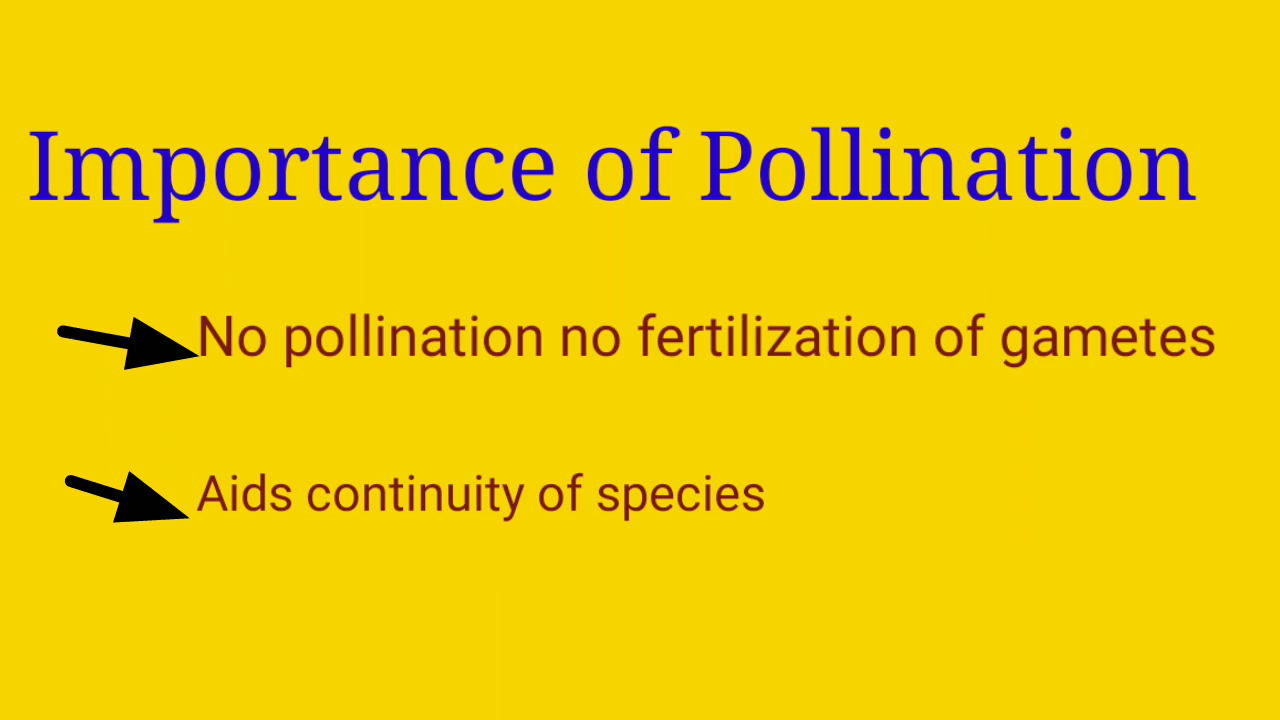 Importance of Pollination
No pollination no fertilization of gametes
Aids continuity of species